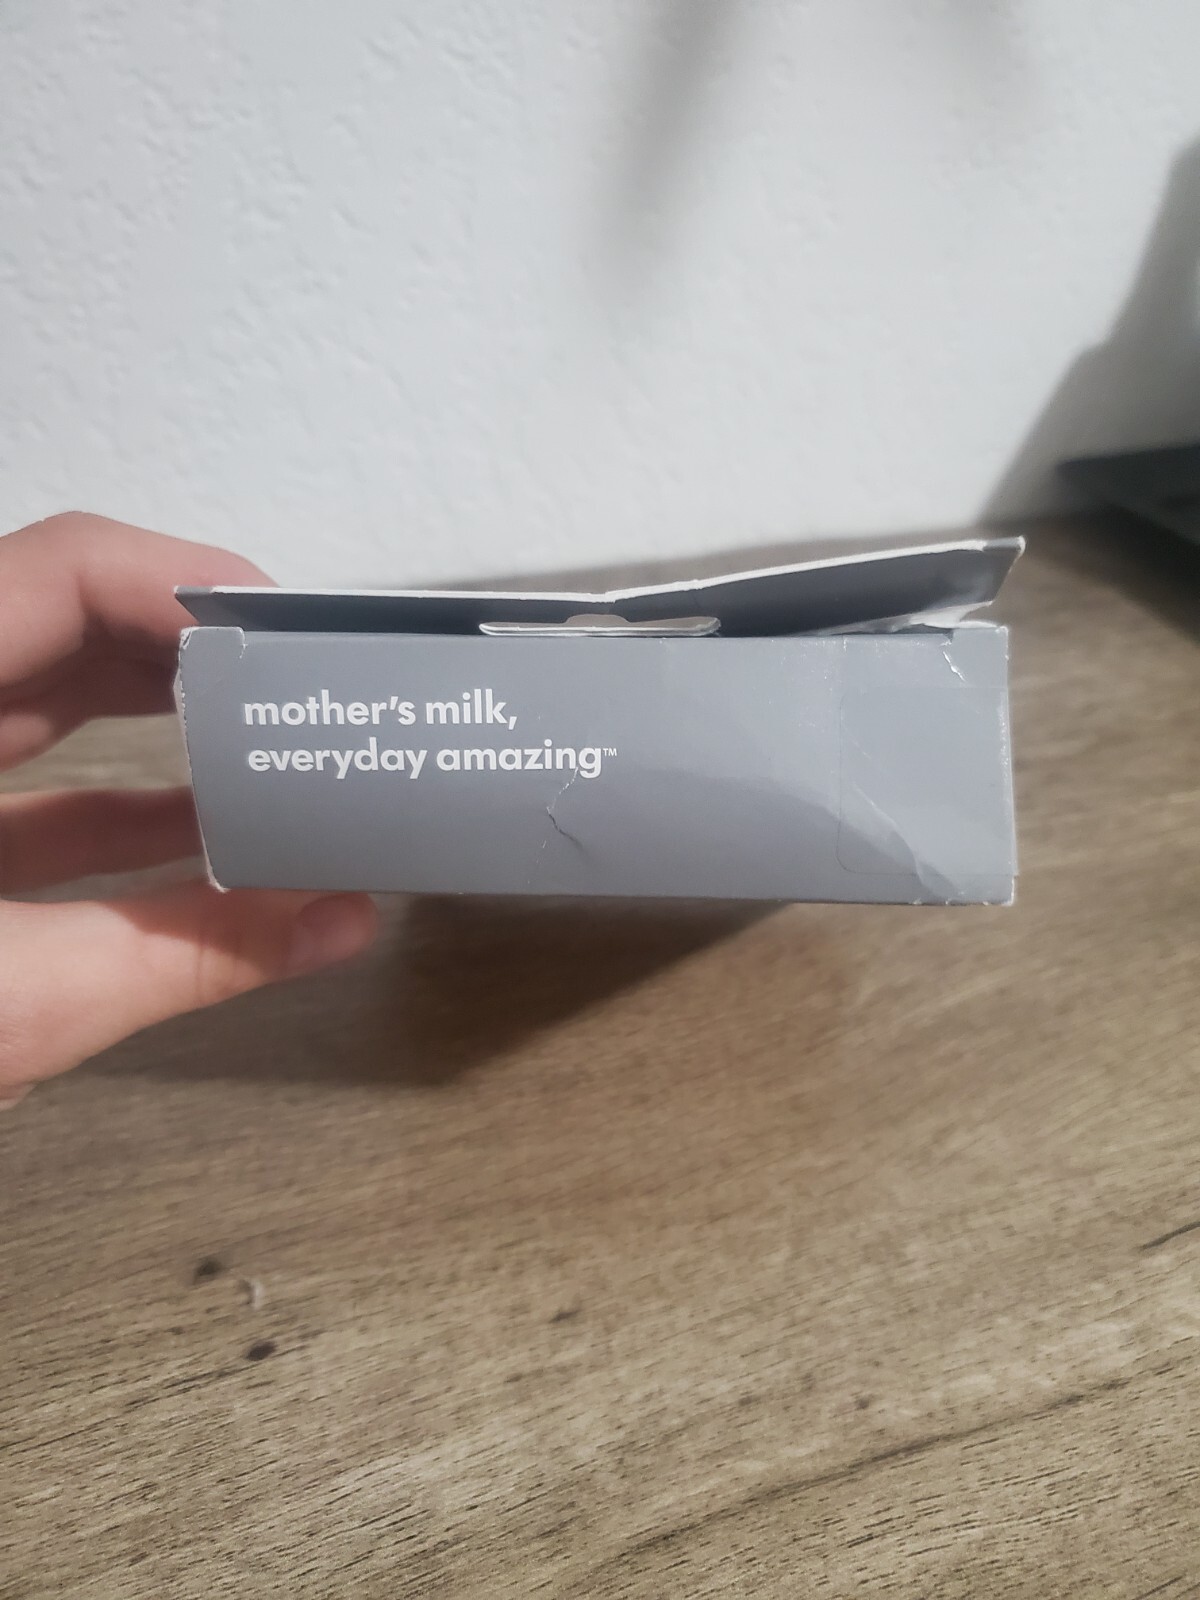 mother's milk,
everyday amazing™